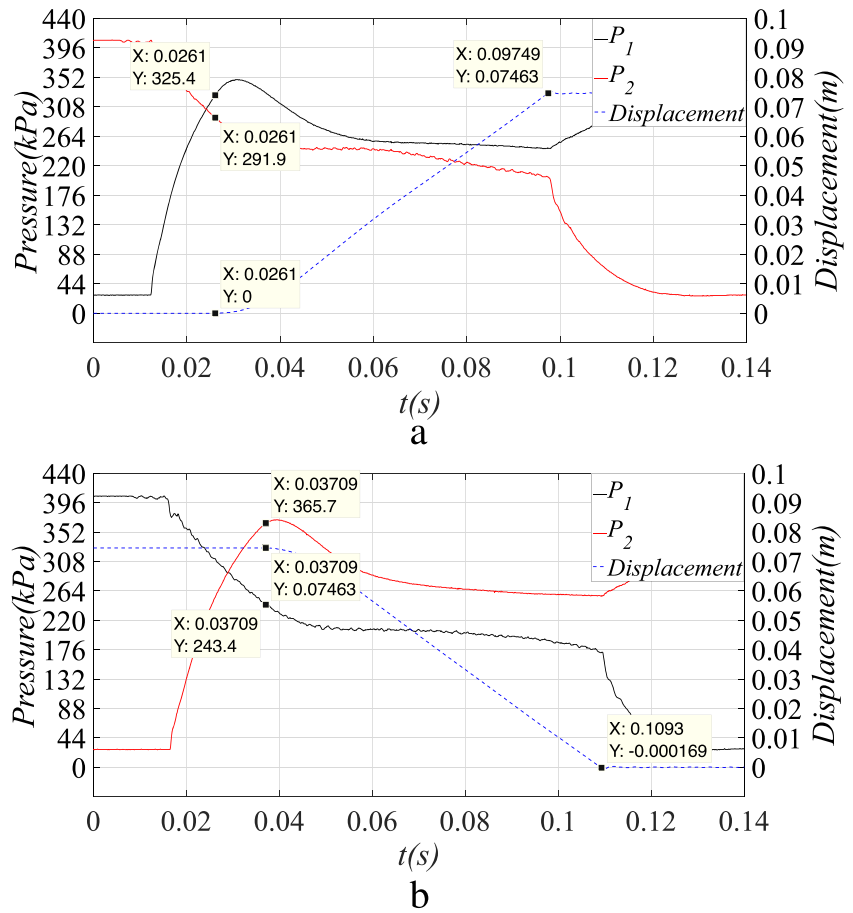 a
440
396
352
308
264
220
176
132
88
44
0
Pressure(kPa)
0.1
0.09
0.08
0.07
0.06
0.05
0.04
0.03
0.02
0.01
0
Displacement(m)
X: 0.0261
Y: 325.4
X: 0.0261
Y: 291.9
X: 0.0261
Y: 0
X: 0.09749
Y: 0.07463
P1
P2
Displacement
0 0.02 0.04 0.06 0.08 0.1 0.12 0.14
t(s)
a
440
396
352
308
264
220
176
132
88
44
0
Pressure(kPa)
0.1
0.09
0.08
0.07
0.06
0.05
0.04
0.03
0.02
0.01
0
Displacement(m)
X: 0.03709
Y: 365.7
X: 0.03709
Y: 0.07463
X: 0.03709
Y: 243.4
X: 0.1093
Y: -0.000169
P1
P2
Displacement
0 0.02 0.04 0.06 0.08 0.1 0.12 0.14
t(s)
b